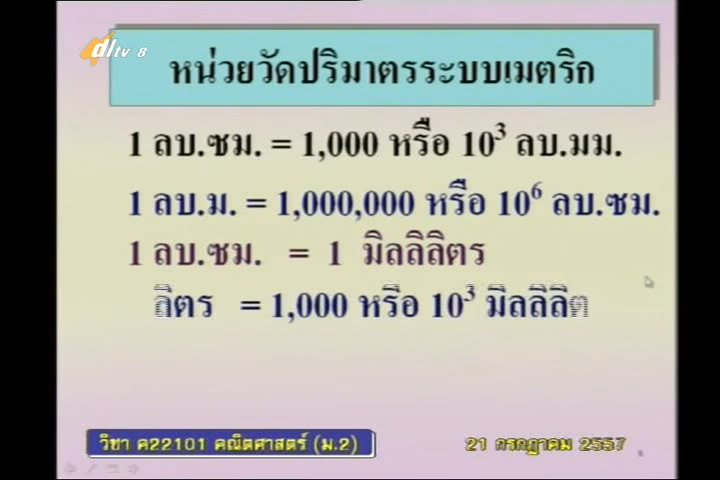 dltv 8
หน่วยวัดปริมาตรระบบเมตริก
1 ลบ.ซม. = 1,000 หรือ 10³ ลบ.มม.
1 ลบ.ม. = 1,000,000 หรือ 10⁶ ลบ.ซม.
1 ลบ.ซม. = 1 มิลลิลิตร
ลิตร = 1,000 หรือ 10³ มิลลิลิต
วิชา ค22101 คณิตศาสตร์ (ม.2)
21 กรกฎาคม 2557